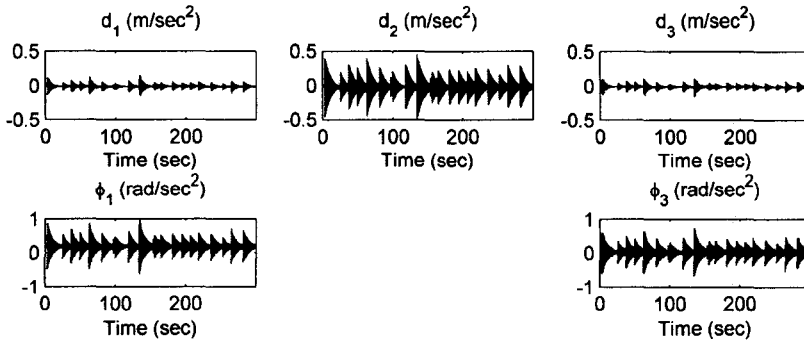 d₁ (m/sec²)
d₂ (m/sec²)
d₃ (m/sec²)
0.5
0
-0.5
0 100 200
Time (sec)
0.5
0
-0.5
0 100 200
Time (sec)
0.5
0
-0.5
0 100 200
Time (sec)
ϕ₁ (rad/sec²)
ϕ₃ (rad/sec²)
1
0
-1
0 100 200
Time (sec)
1
0
-1
0 100 200
Time (sec)